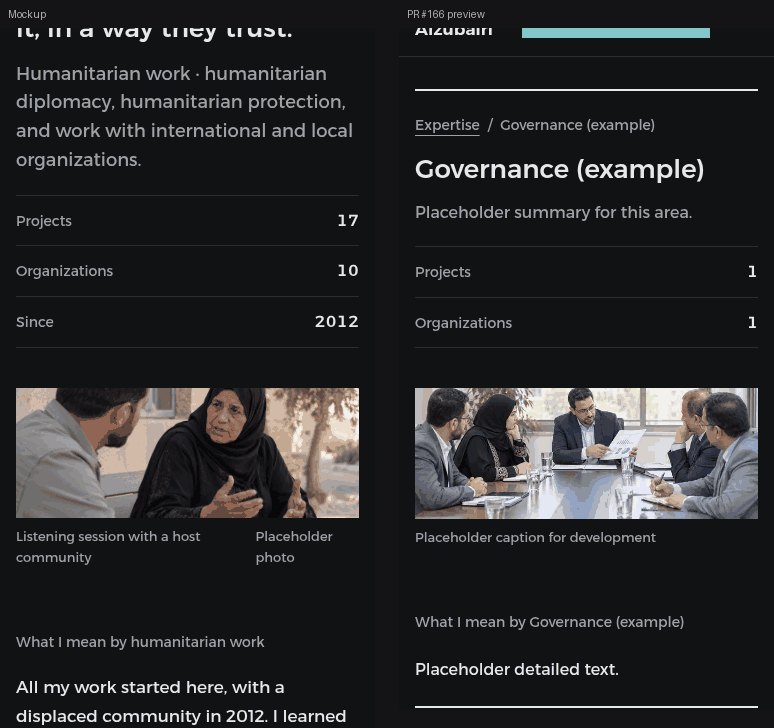 Mockup
it, in a way they trust.
Humanitarian work · humanitarian
diplomacy, humanitarian protection,
and work with international and local
organizations.
Projects 17
Organizations 10
Since 2012
Listening session with a host
community
Placeholder
photo
What I mean by humanitarian work
All my work started here, with a
displaced community in 2012. I learned
PR #166 preview
Alzubairi
Expertise / Governance (example)
Governance (example)
Placeholder summary for this area.
Projects 1
Organizations 1
Placeholder caption for development
What I mean by Governance (example)
Placeholder detailed text.